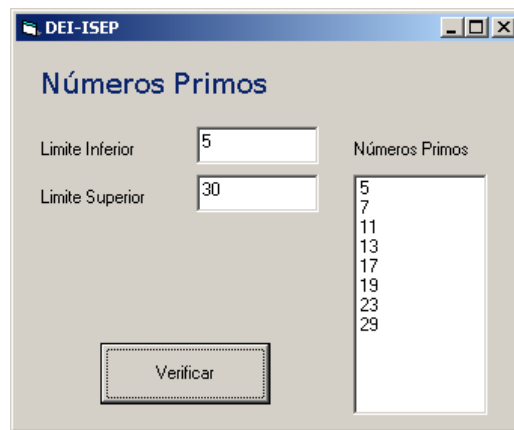 DEI-ISEP
Números Primos
Limite Inferior
5
Números Primos
Limite Superior
30
5
7
11
13
17
19
23
29
Verificar